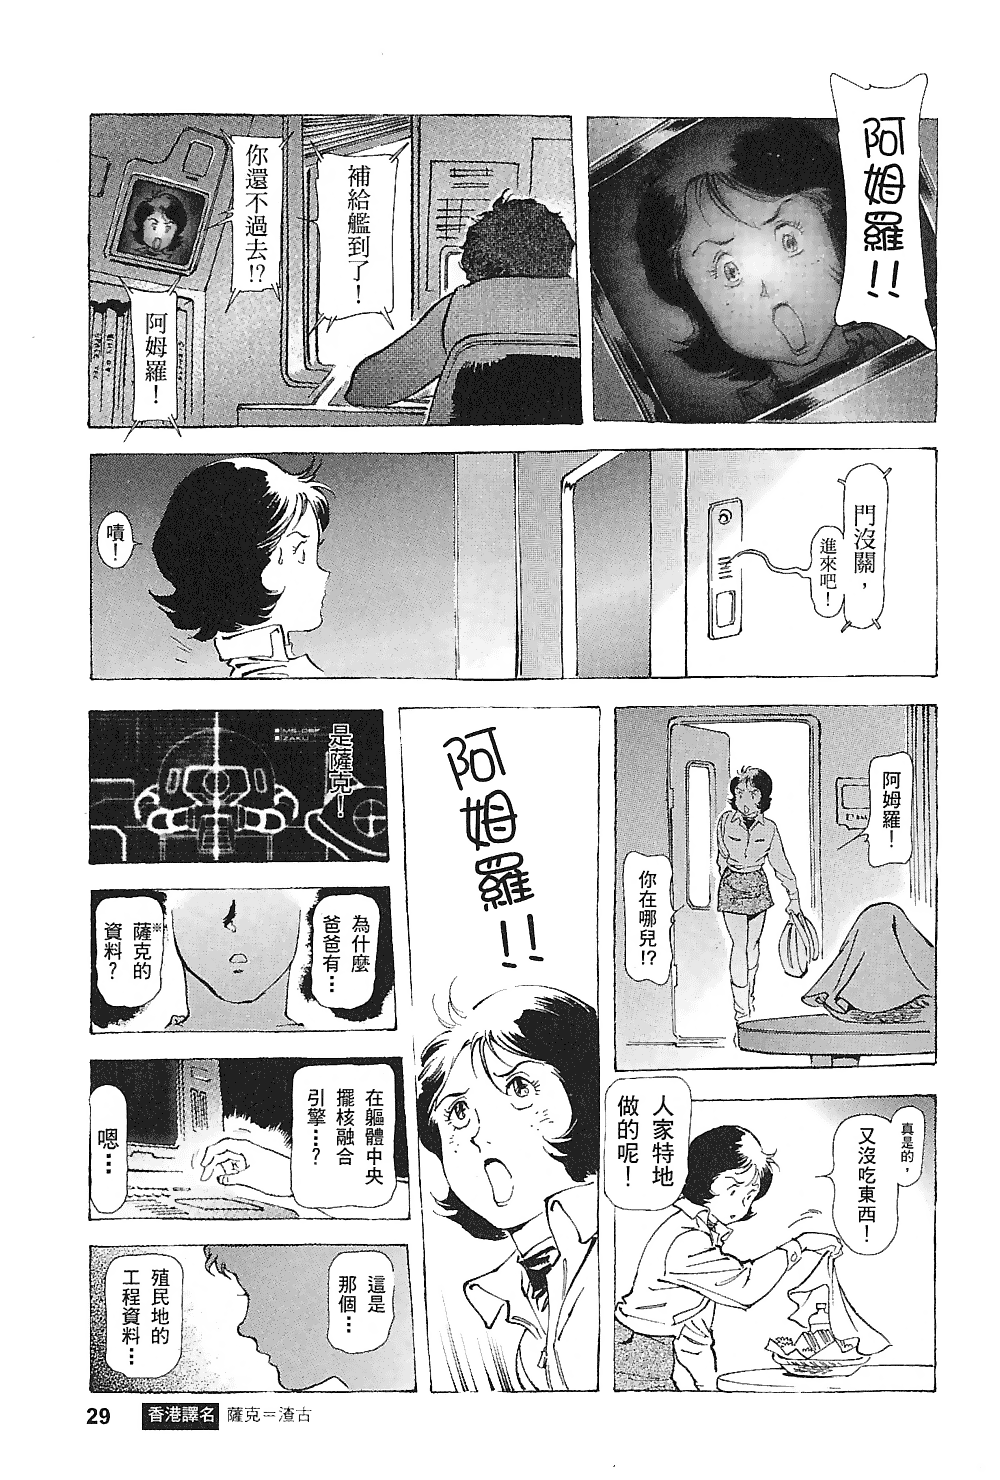 阿姆羅!!
補給艦到了！
你還不過去!?
阿姆羅！
門沒關，
進來吧！
嘖！
阿姆羅！
你在哪兒!?
真是的，
又沒吃東西！
人家特地
做的呢！
阿姆羅!!
MS.06F
ZAKU
是薩克！
為什麼
爸爸有…
※薩克的
資料？
在軀體中央
擺核融合
引擎…？
嗯…
這是
那個…
殖民地的
工程資料…
29
香港譯名 薩克＝渣古